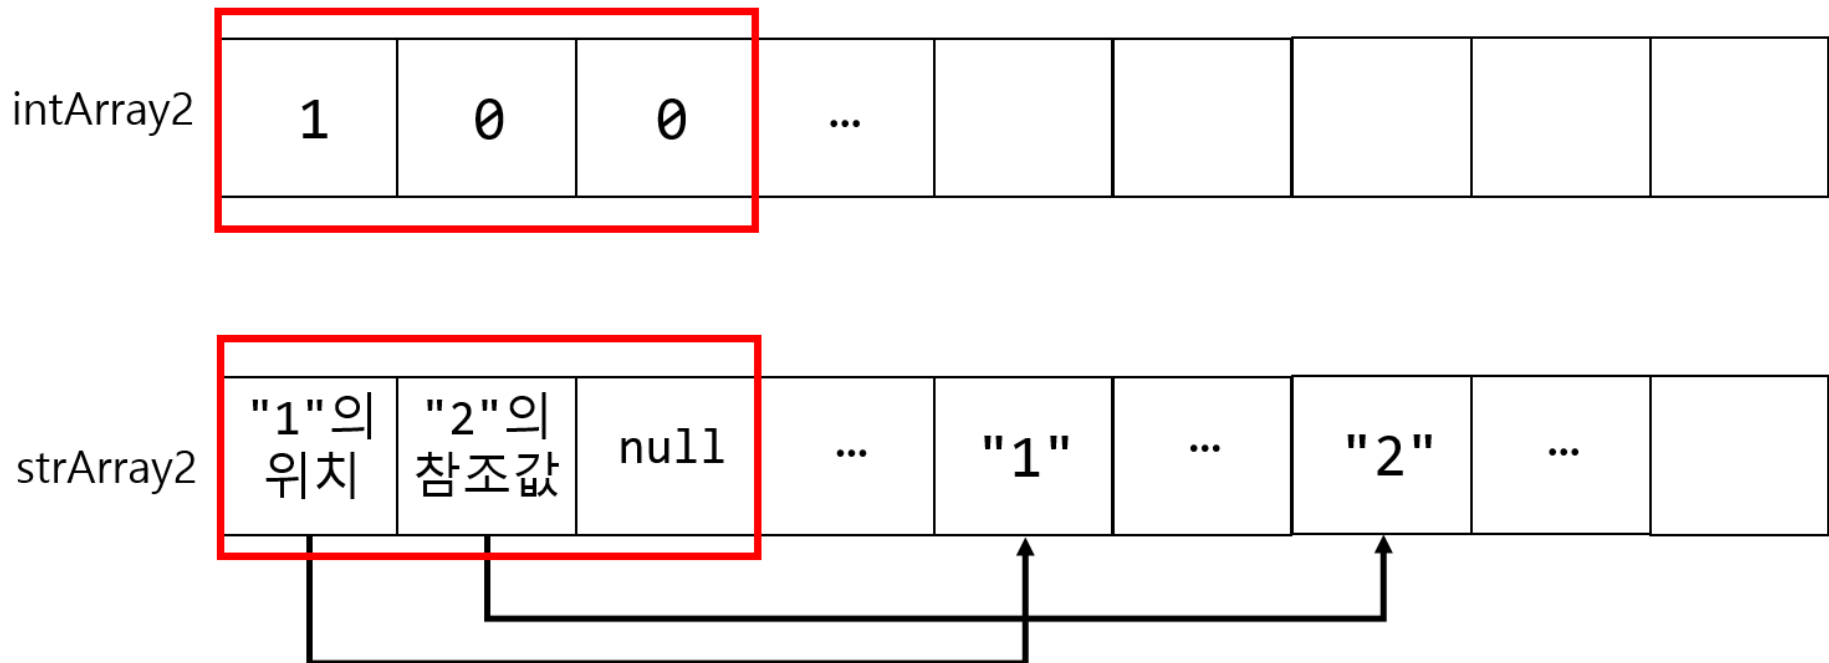 intArray2 1 0 0 …
strArray2
"1"의
위치
"2"의
참조값
null … "1" … "2" …